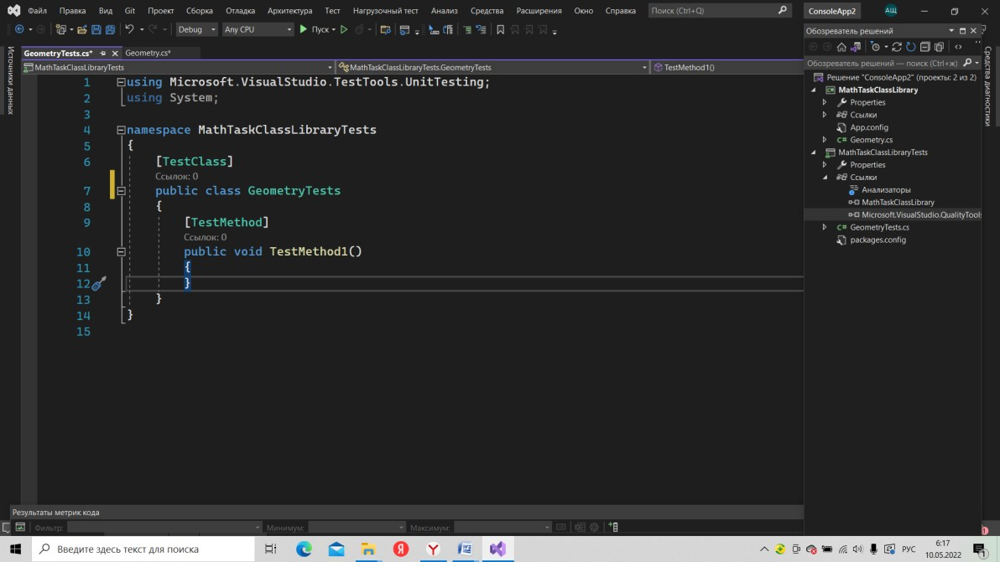 Файл Правка Вид Git Проект Сборка Отладка Архитектура Тест Нагрузочный тест Анализ Средства Расширения Окно Справка Поиск (Ctrl+Q) ConsoleApp2 АЩ
Debug Any CPU Пуск
Обозреватель решений
Источники данных
GeometryTests.cs* Geometry.cs*
MathTaskClassLibraryTests MathTaskClassLibraryTests.GeometryTests TestMethod1()
1 using Microsoft.VisualStudio.TestTools.UnitTesting;
2 using System;
3
4 namespace MathTaskClassLibraryTests
5 {
6 [TestClass]
Ссылок: 0
7 public class GeometryTests
8 {
9 [TestMethod]
Ссылок: 0
10 public void TestMethod1()
11 {
12 }
13 }
14 }
15
Обозреватель решений — поиск (Ctrl+ж)
Решение "ConsoleApp2" (проекты: 2 из 2)
MathTaskClassLibrary
Properties
Ссылки
App.config
C# Geometry.cs
MathTaskClassLibraryTests
Properties
Ссылки
Анализаторы
MathTaskClassLibrary
Microsoft.VisualStudio.QualityTools
C# GeometryTests.cs
packages.config
Средства диагностики
Результаты метрик кода
Фильтр: Минимум: Максимум:
Введите здесь текст для поиска
РУС
6:17
10.05.2022
1